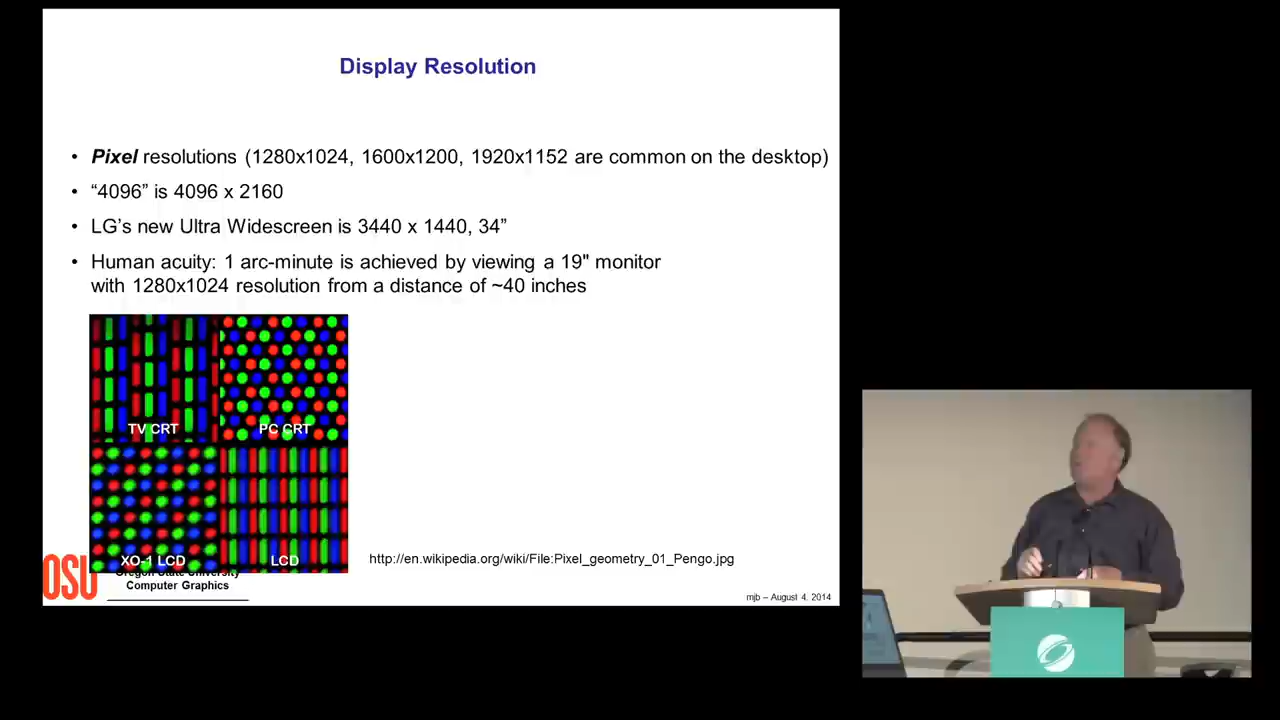 Display Resolution
• Pixel resolutions (1280x1024, 1600x1200, 1920x1152 are common on the desktop)
• “4096” is 4096 x 2160
• LG’s new Ultra Widescreen is 3440 x 1440, 34”
• Human acuity: 1 arc-minute is achieved by viewing a 19" monitor
with 1280x1024 resolution from a distance of ~40 inches
TV CRT
PC CRT
XO-1 LCD
LCD
http://en.wikipedia.org/wiki/File:Pixel_geometry_01_Pengo.jpg
OSU
Oregon State University
Computer Graphics
mjb – August 4, 2014